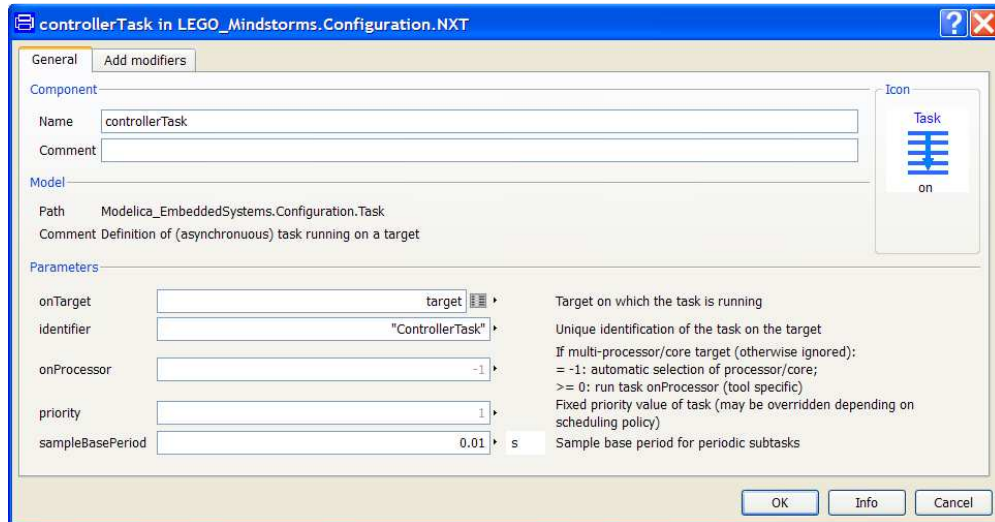 controllerTask in LEGO_Mindstorms.Configuration.NXT
General
Add modifiers
Component
Icon
Name controllerTask
Comment
Task
on
Model
Path Modelica_EmbeddedSystems.Configuration.Task
Comment Definition of (asynchronuous) task running on a target
Parameters
onTarget target Target on which the task is running
identifier "ControllerTask" Unique identification of the task on the target
onProcessor -1 If multi-processor/core target (otherwise ignored):
= -1: automatic selection of processor/core;
>= 0: run task onProcessor (tool specific)
priority 1 Fixed priority value of task (may be overridden depending on
scheduling policy)
sampleBasePeriod 0.01 s Sample base period for periodic subtasks
OK Info Cancel